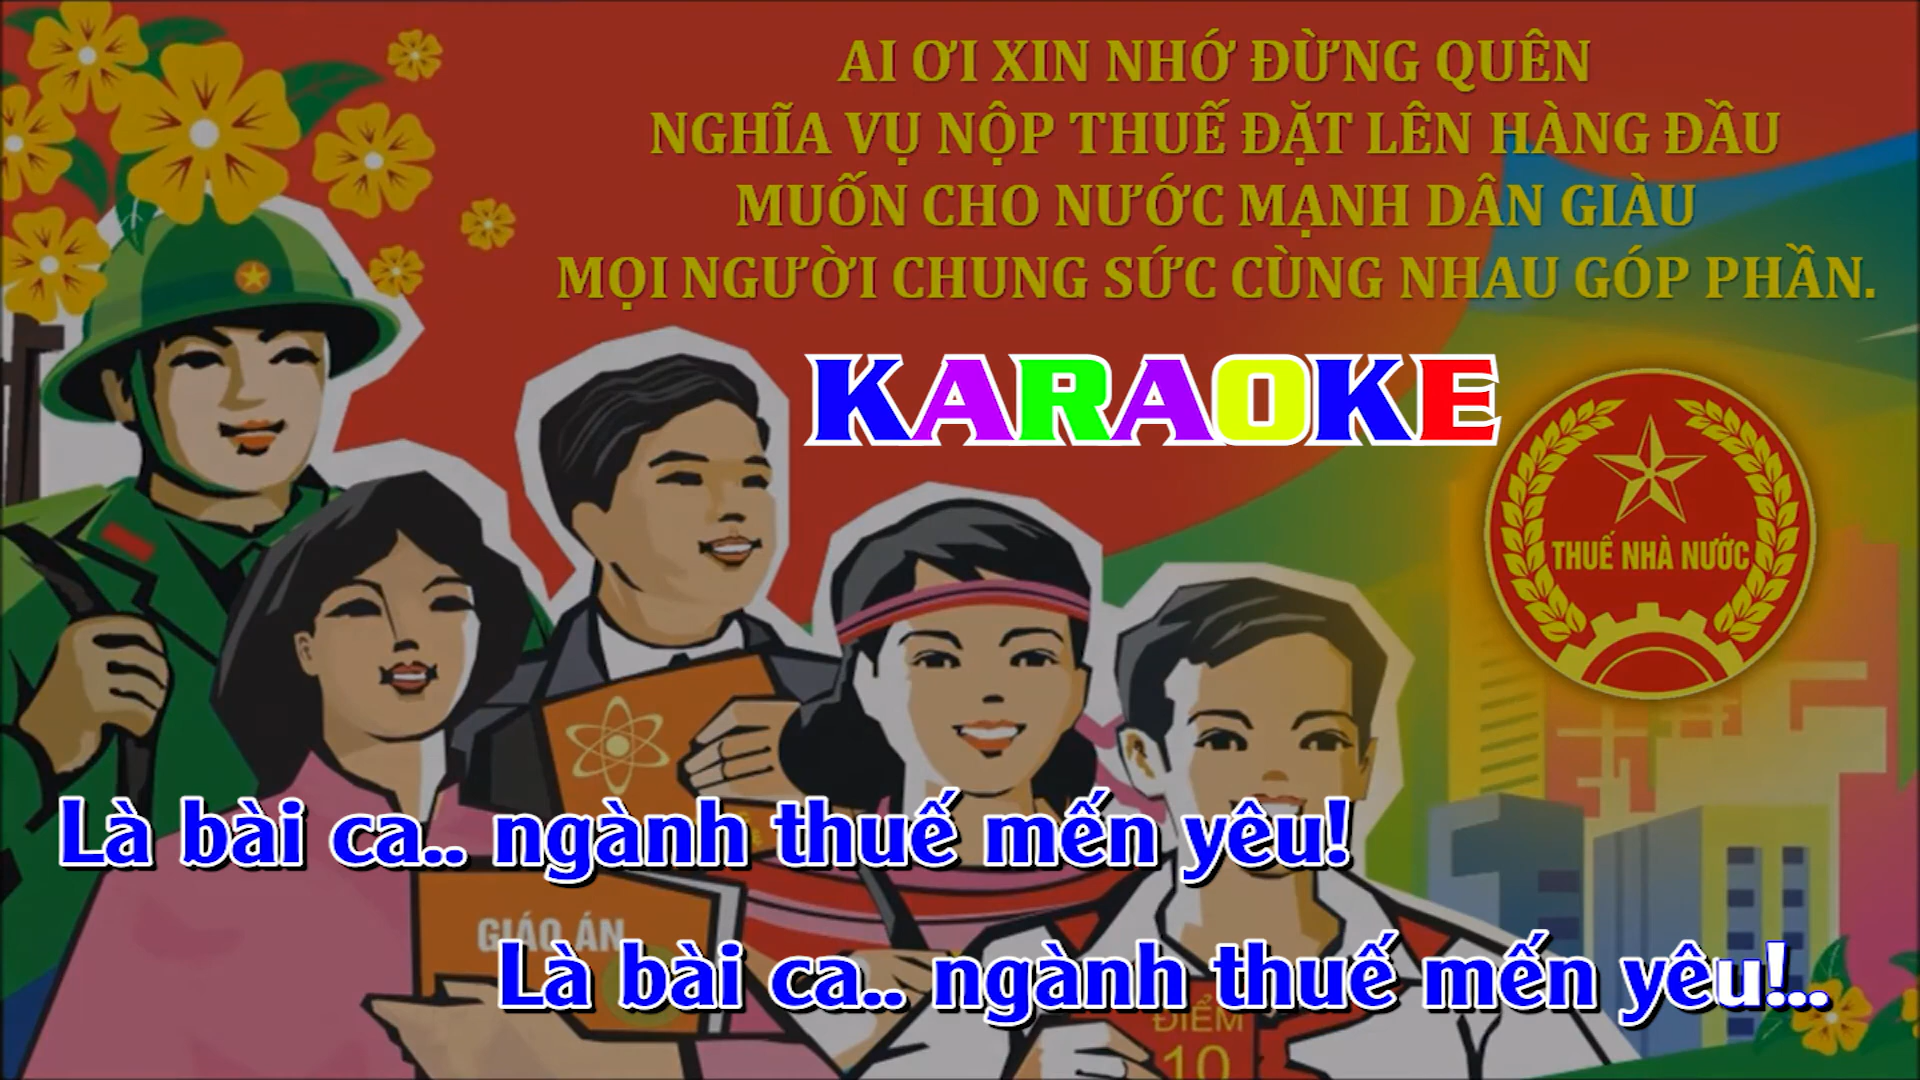 AI ƠI XIN NHỚ ĐỪNG QUÊN
NGHĨA VỤ NỘP THUẾ ĐẶT LÊN HÀNG ĐẦU
MUỐN CHO NƯỚC MẠNH DÂN GIÀU
MỌI NGƯỜI CHUNG SỨC CÙNG NHAU GÓP PHẦN.
KARAOKE
THUẾ NHÀ NƯỚC
Là bài ca.. ngành thuế mến yêu!
GIÁO ÁN
Là bài ca.. ngành thuế mến yêu!..
ĐIỂM
10